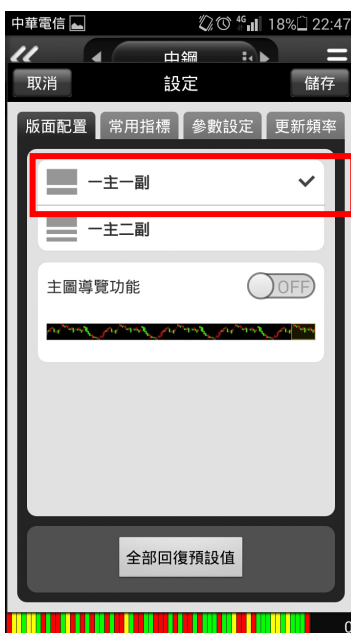 中華電信 4G 18% 22:47
中鋼
取消 設定 儲存
版面配置 常用指標 參數設定 更新頻率
一主一副
一主二副
主圖導覽功能 OFF
全部回復預設值
0